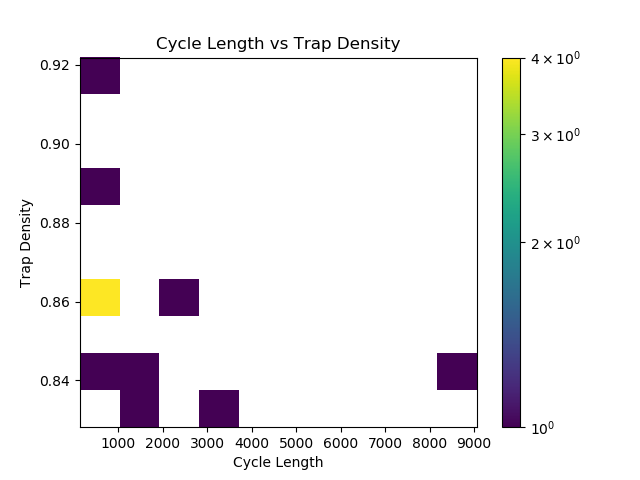 Cycle Length vs Trap Density
0.92
0.90
0.88
0.86
0.84
Trap Density
1000 2000 3000 4000 5000 6000 7000 8000 9000
Cycle Length
4 × 10⁰
3 × 10⁰
2 × 10⁰
10⁰